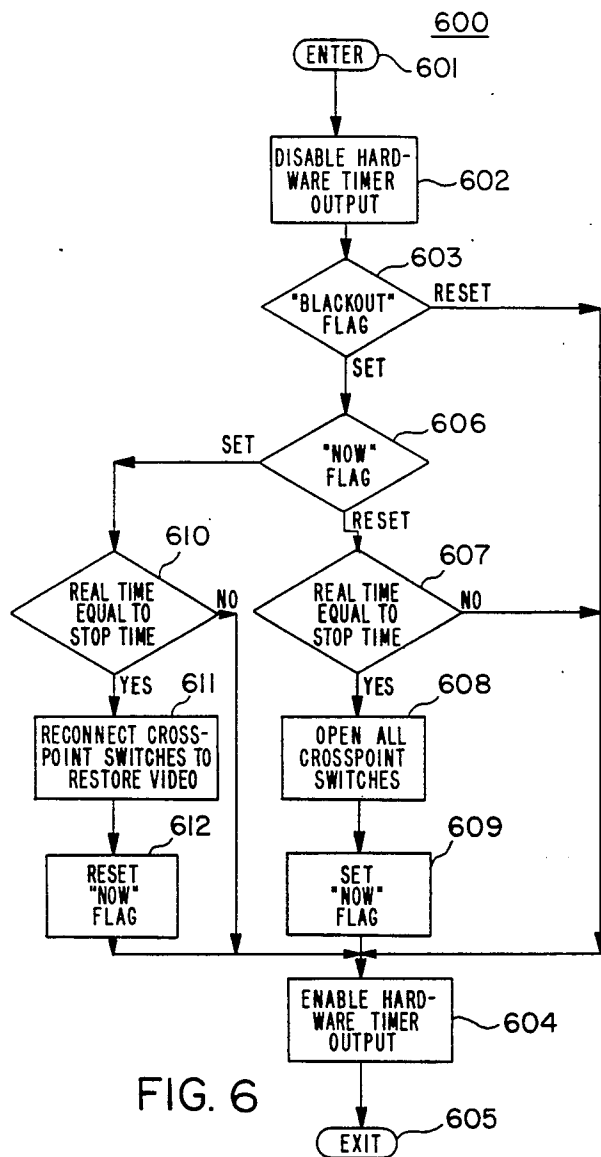 600
ENTER
601
DISABLE HARD-
WARE TIMER
OUTPUT
602
603
"BLACKOUT"
FLAG
RESET
SET
606
"NOW"
FLAG
SET
RESET
610
REAL TIME
EQUAL TO
STOP TIME
NO
YES
607
REAL TIME
EQUAL TO
STOP TIME
NO
YES
611
RECONNECT CROSS-
POINT SWITCHES TO
RESTORE VIDEO
608
OPEN ALL
CROSSPOINT
SWITCHES
612
RESET
"NOW"
FLAG
609
SET
"NOW"
FLAG
ENABLE HARD-
WARE TIMER
OUTPUT
604
FIG. 6
EXIT
605